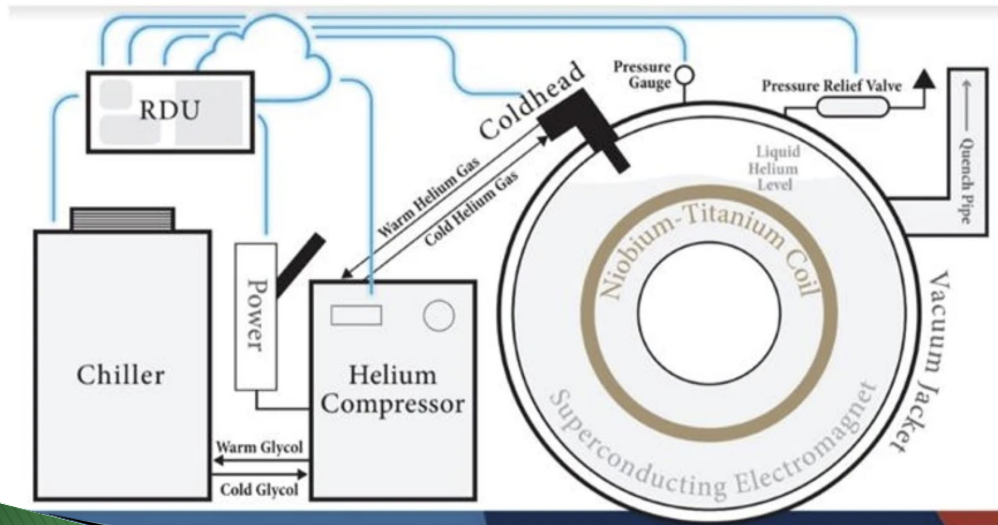 RDU
Coldhead
Pressure
Gauge
Pressure Relief Valve
Quench Pipe
Liquid
Helium
Level
Warm Helium Gas
Cold Helium Gas
Niobium-Titanium Coil
Power
Chiller
Helium
Compressor
Vacuum Jacket
Superconducting Electromagnet
Warm Glycol
Cold Glycol